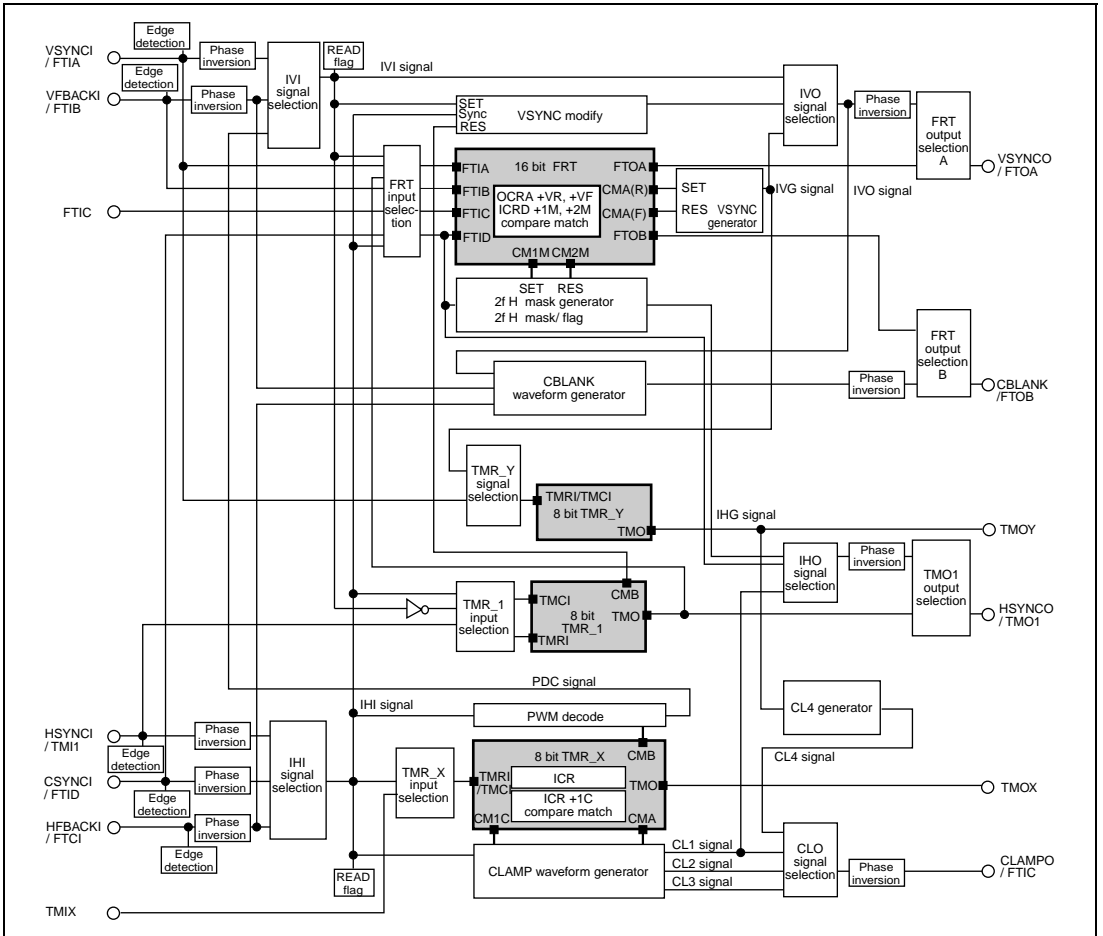 VSYNCI
/ FTIA
Edge
detection
Phase
inversion
Edge
detection
VFBACKI
/ FTIB
Phase
inversion
IVI
signal
selection
READ
flag
IVI signal
SET
Sync
RES
VSYNC modify
IVO
signal
selection
Phase
inversion
FRT
output
selection
A
VSYNCO
/ FTOA
FTIC
FRT
input
selec-
tion
16 bit FRT
FTIA
FTIB
FTIC
FTID
OCRA +VR, +VF
ICRD +1M, +2M
compare match
FTOA
CMA(R)
CMA(F)
FTOB
CM1M CM2M
SET
RES VSYNC
generator
IVG signal
IVO signal
SET RES
2f H mask generator
2f H mask/ flag
FRT
output
selection
B
CBLANK
waveform generator
Phase
inversion
CBLANK
/FTOB
TMR_Y
signal
selection
TMRI/TMCI
8 bit TMR_Y
TMO
IHG signal
TMOY
IHO
signal
selection
Phase
inversion
TMO1
output
selection
HSYNCO
/ TMO1
TMR_1
input
selection
TMCI
TMRI
8 bit
TMR_1
CMB
TMO
PDC signal
IHI signal
PWM decode
CL4 generator
CL4 signal
HSYNCI
/ TMI1
Edge
detection
Phase
inversion
CSYNCI
/ FTID
Edge
detection
Phase
inversion
HFBACKI
/ FTCI
Edge
detection
Phase
inversion
IHI
signal
selection
TMR_X
input
selection
8 bit TMR_X
CMB
TMRI
/TMCI
ICR
ICR +1C
compare match
TMO
CM1C
CMA
TMOX
READ
flag
CLAMP waveform generator
CL1 signal
CL2 signal
CL3 signal
CLO
signal
selection
Phase
inversion
CLAMPO
/ FTIC
TMIX